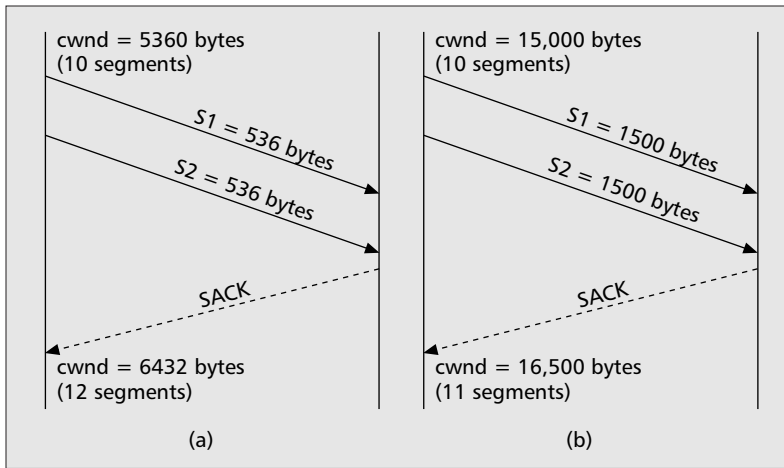 cwnd = 5360 bytes
(10 segments)
S1 = 536 bytes
S2 = 536 bytes
SACK
cwnd = 6432 bytes
(12 segments)
(a)
cwnd = 15,000 bytes
(10 segments)
S1 = 1500 bytes
S2 = 1500 bytes
SACK
cwnd = 16,500 bytes
(11 segments)
(b)